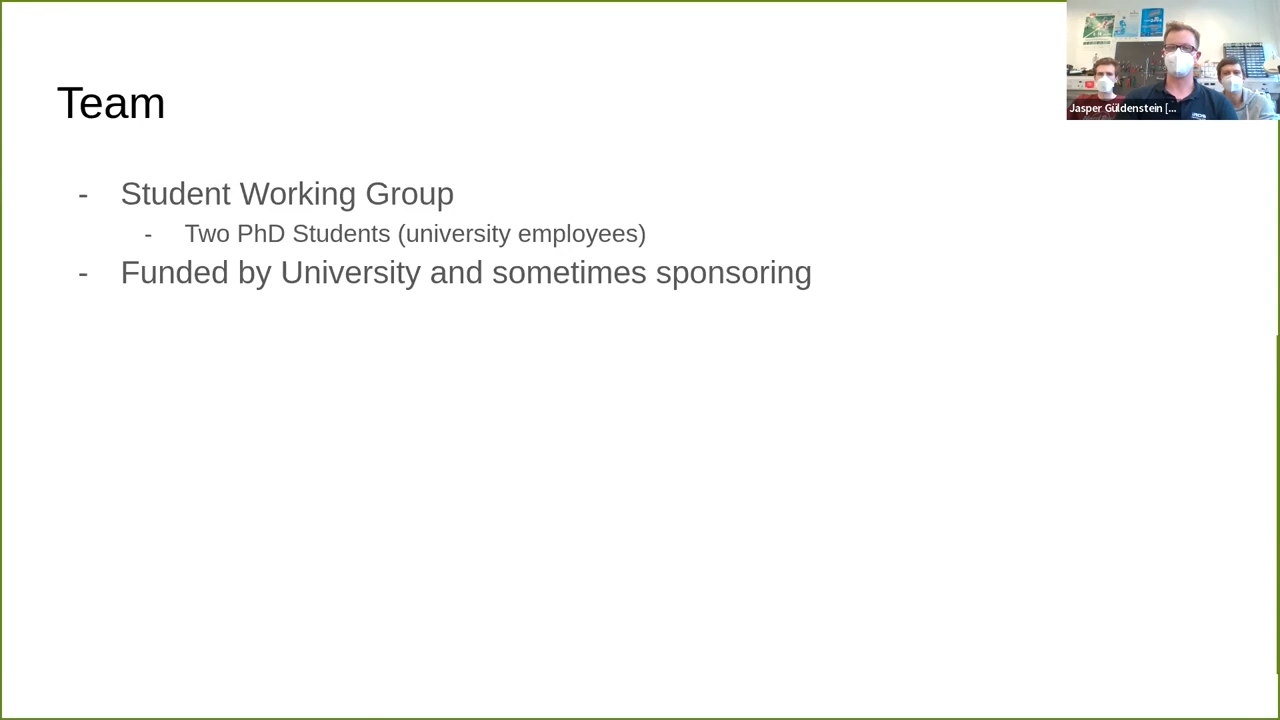 Team
- Student Working Group
- Two PhD Students (university employees)
- Funded by University and sometimes sponsoring
Jasper Güldenstein [...